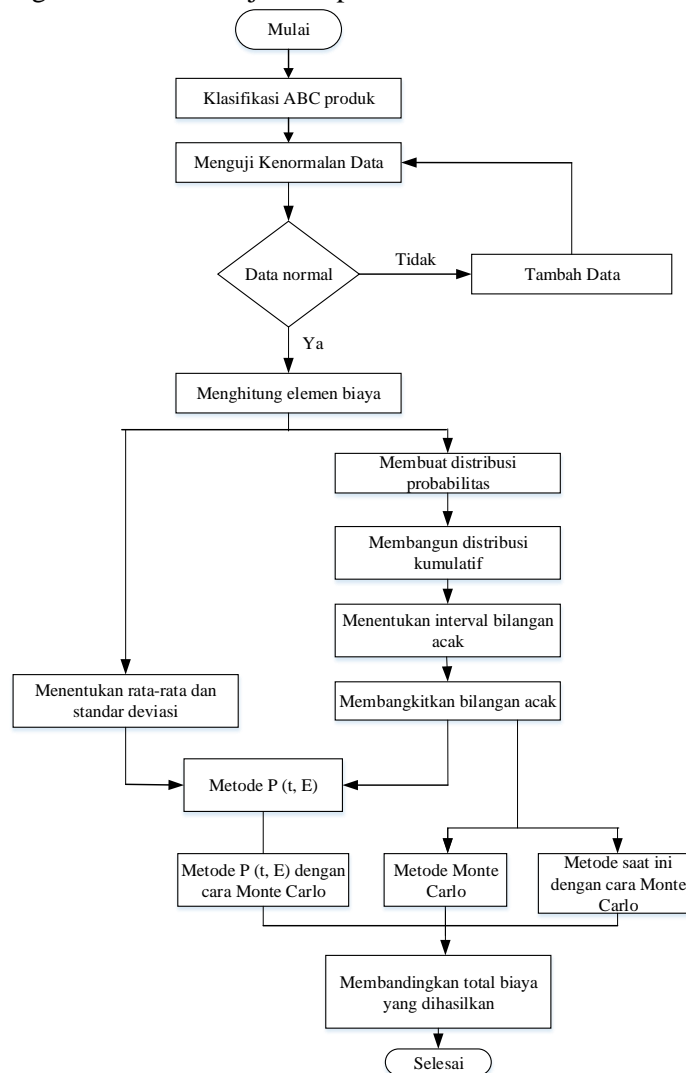 Mulai
Klasifikasi ABC produk
Menguji Kenormalan Data
Data normal
Tidak
Tambah Data
Ya
Menghitung elemen biaya
Membuat distribusi
probabilitas
Membangun distribusi
kumulatif
Menentukan interval bilangan
acak
Menentukan rata-rata dan
standar deviasi
Membangkitkan bilangan acak
Metode P (t, E)
Metode P (t, E) dengan
cara Monte Carlo
Metode Monte
Carlo
Metode saat ini
dengan cara Monte
Carlo
Membandingkan total biaya
yang dihasilkan
Selesai